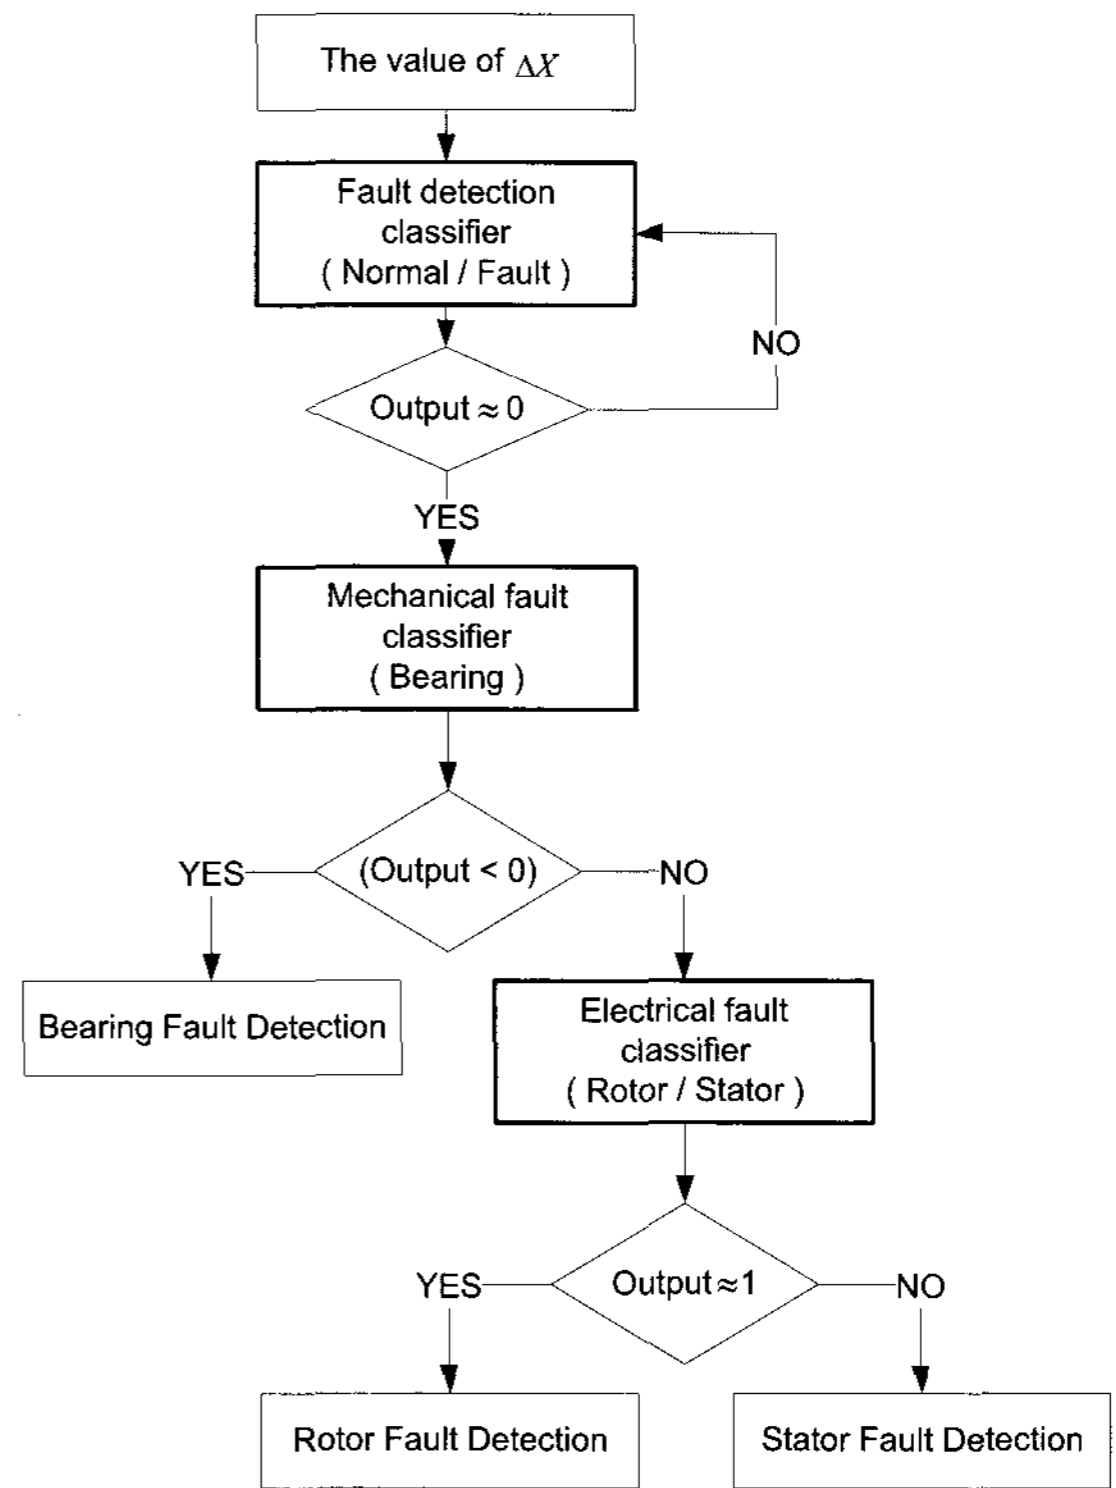 The value of ΔX
Fault detection
classifier
( Normal / Fault )
NO
Output ≈ 0
YES
Mechanical fault
classifier
( Bearing )
YES
(Output < 0)
NO
Bearing Fault Detection
Electrical fault
classifier
( Rotor / Stator )
YES
Output≈1
NO
Rotor Fault Detection
Stator Fault Detection